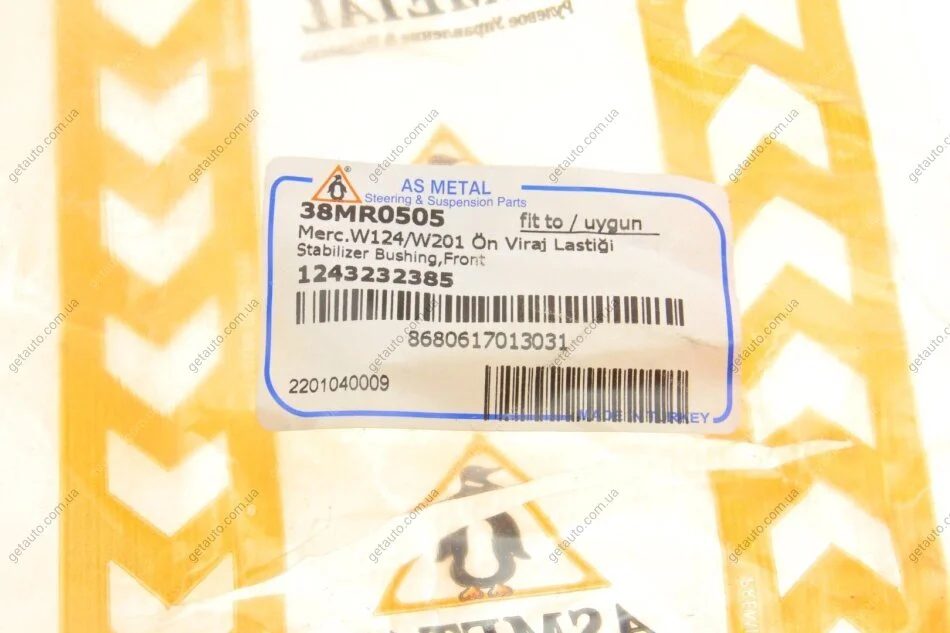 AS METAL
Steering & Suspension Parts
38MR0505 fit to / uygun
Merc.W124/W201 Ön Viraj Lastiği
Stabilizer Bushing,Front
1243232385
8680617013031
2201040009
MADE IN TURKEY
getauto.com.ua